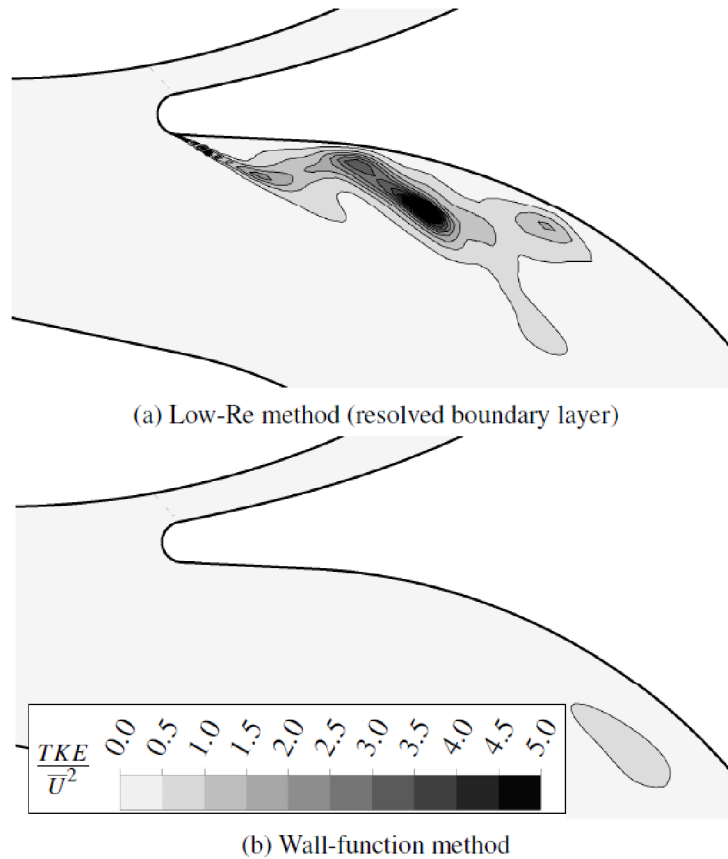 (a) Low-Re method (resolved boundary layer)
0.0 0.5 1.0 1.5 2.0 2.5 3.0 3.5 4.0 4.5 5.0
TKE
U̅²
(b) Wall-function method